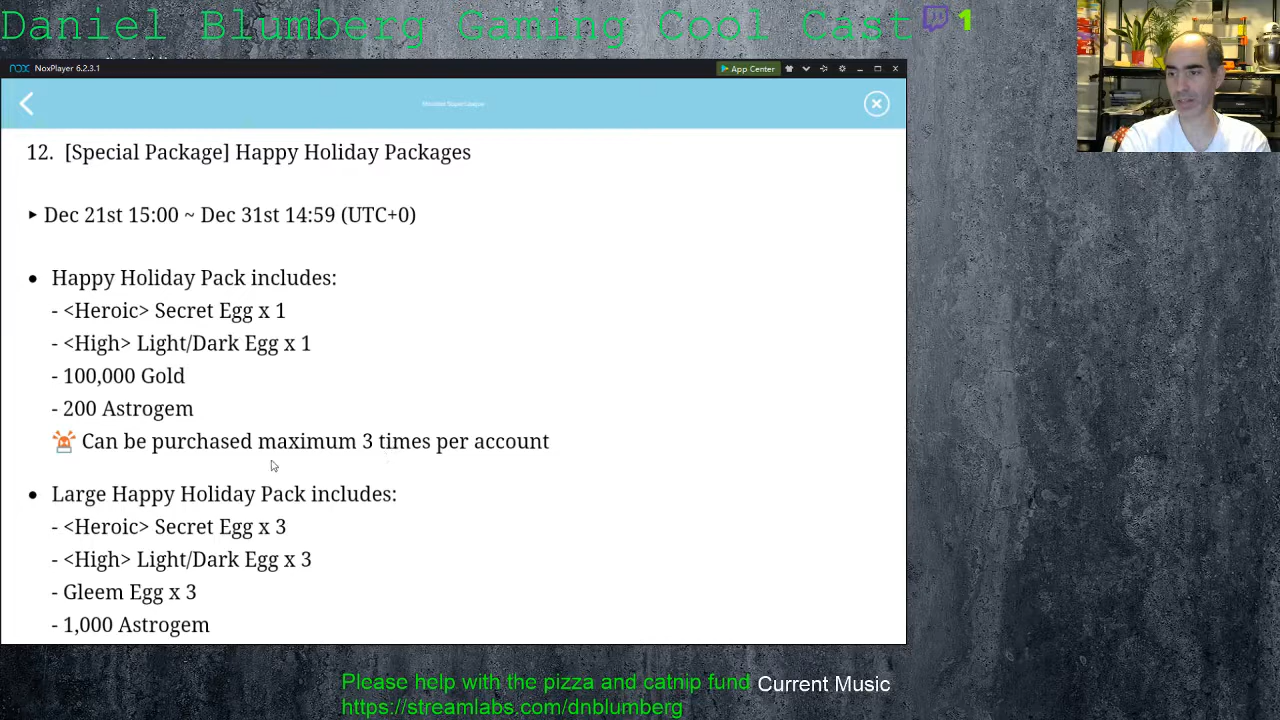 Daniel Blumberg Gaming Cool Cast 1
NoxPlayer 6.2.3.1
App Center
12. [Special Package] Happy Holiday Packages
▸ Dec 21st 15:00 ~ Dec 31st 14:59 (UTC+0)
• Happy Holiday Pack includes:
- <Heroic> Secret Egg x 1
- <High> Light/Dark Egg x 1
- 100,000 Gold
- 200 Astrogem
Can be purchased maximum 3 times per account
• Large Happy Holiday Pack includes:
- <Heroic> Secret Egg x 3
- <High> Light/Dark Egg x 3
- Gleem Egg x 3
- 1,000 Astrogem
Please help with the pizza and catnip fund
https://streamlabs.com/dnblumberg
Current Music